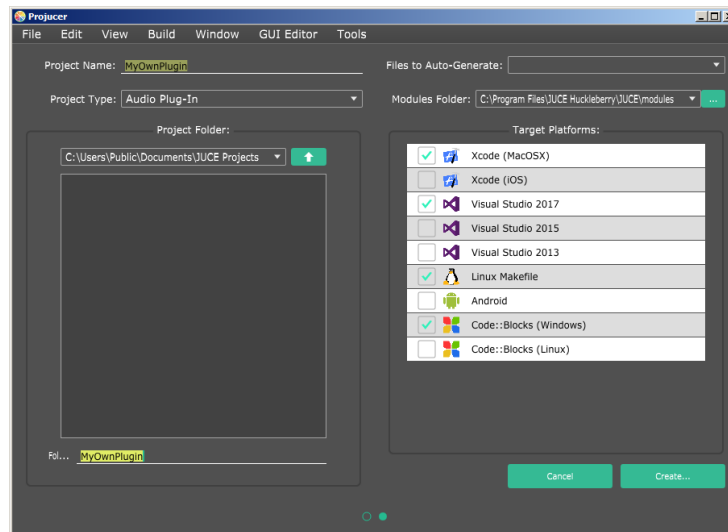 Projucer
File Edit View Build Window GUI Editor Tools
Project Name: MyOwnPlugin
Files to Auto-Generate:
Project Type: Audio Plug-In
Modules Folder: C:\Program Files\JUCE Huckleberry\JUCE\modules ...
Project Folder:
C:\Users\Public\Documents\JUCE Projects
Fol... MyOwnPlugin
Target Platforms:
Xcode (MacOSX)
Xcode (iOS)
Visual Studio 2017
Visual Studio 2015
Visual Studio 2013
Linux Makefile
Android
Code::Blocks (Windows)
Code::Blocks (Linux)
Cancel Create...